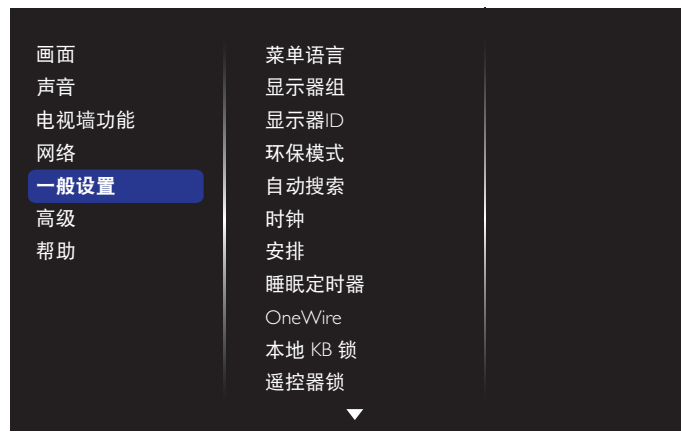 画面
声音
电视墙功能
网络
一般设置
高级
帮助
菜单语言
显示器组
显示器ID
环保模式
自动搜索
时钟
安排
睡眠定时器
OneWire
本地 KB 锁
遥控器锁